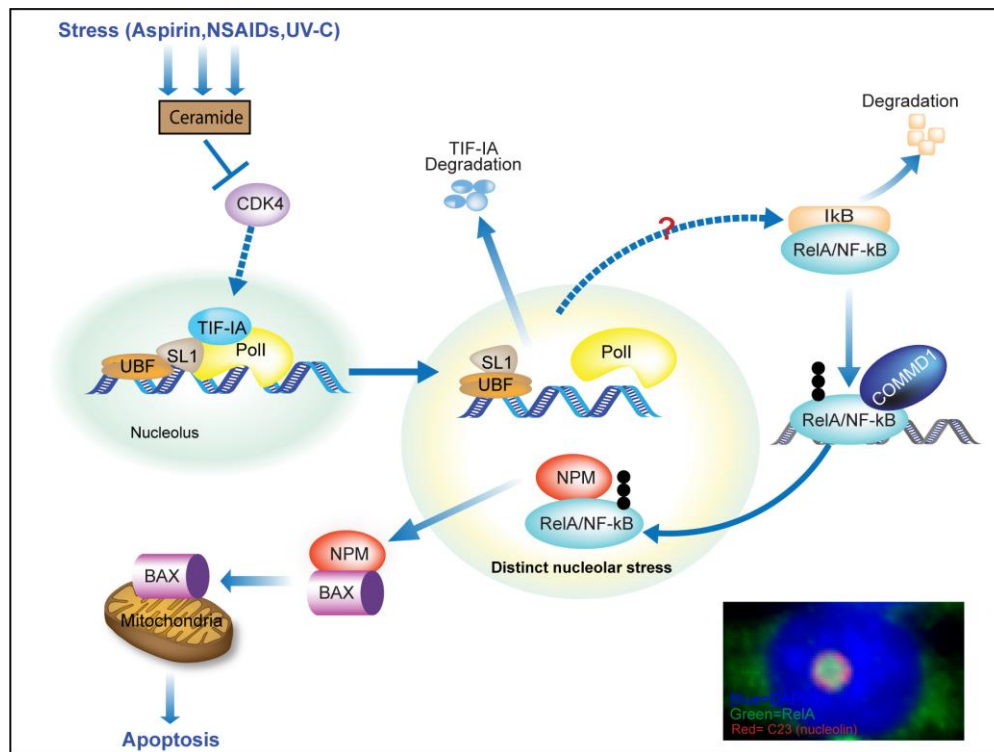 Stress (Aspirin,NSAIDs,UV-C)
Ceramide
CDK4
TIF-IA
PolI
SL1
UBF
Nucleolus
TIF-IA
Degradation
SL1
UBF
PolI
?
Degradation
IkB
RelA/NF-kB
COMMD1
RelA/NF-kB
NPM
RelA/NF-kB
Distinct nucleolar stress
NPM
BAX
BAX
Mitochondria
Apoptosis
Blue=DAPI
Green=RelA
Red= C23 (nucleolin)